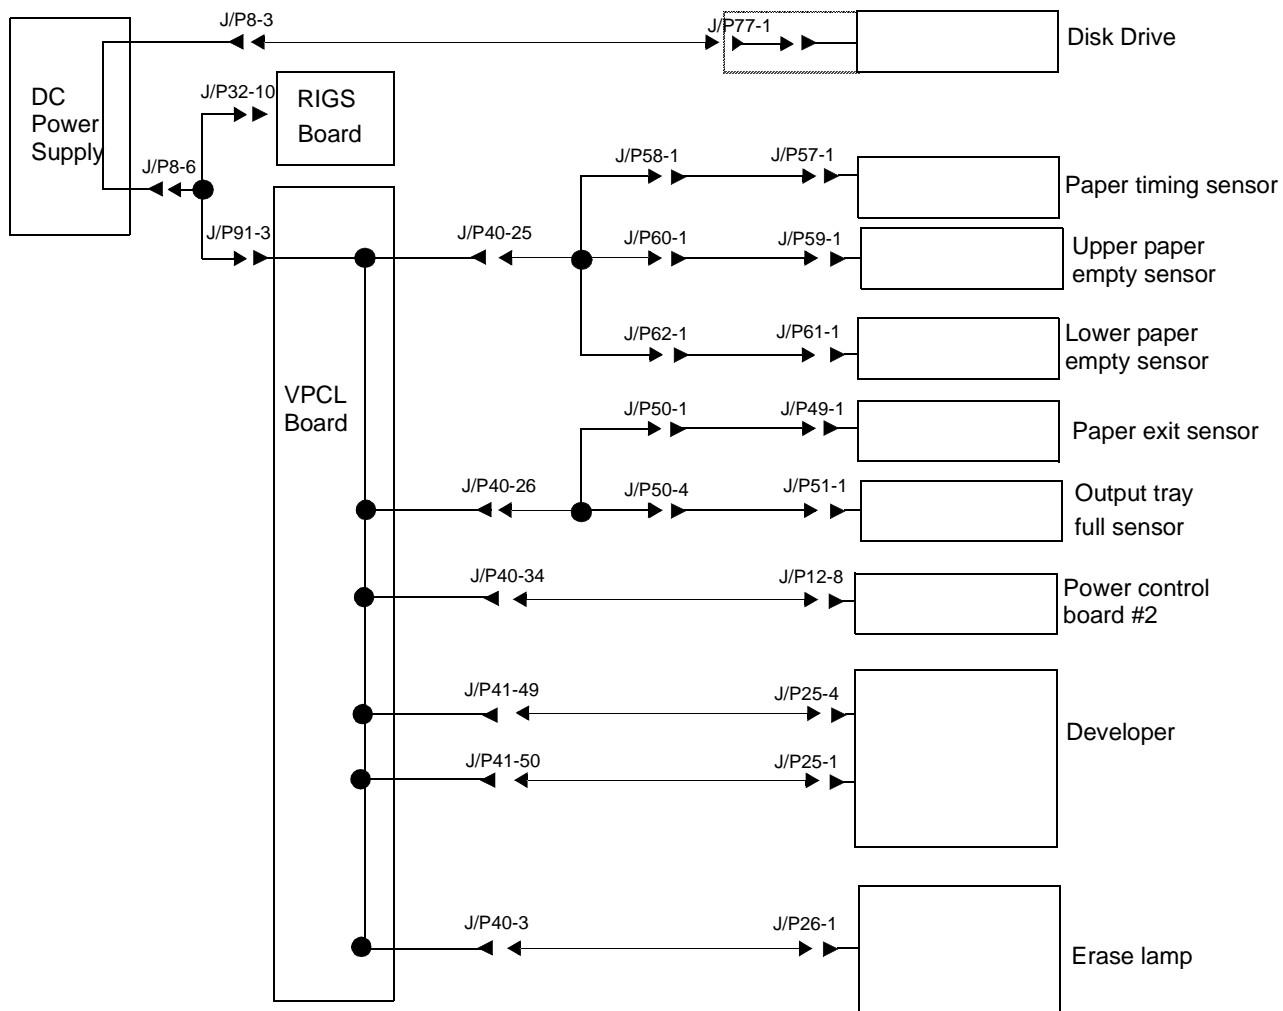 J/P8-3
J/P77-1
Disk Drive
DC
Power
Supply
J/P32-10
RIGS
Board
J/P8-6
J/P58-1
J/P57-1
Paper timing sensor
J/P91-3
J/P40-25
J/P60-1
J/P59-1
Upper paper
empty sensor
J/P62-1
J/P61-1
Lower paper
empty sensor
VPCL
Board
J/P50-1
J/P49-1
Paper exit sensor
J/P40-26
J/P50-4
J/P51-1
Output tray
full sensor
J/P40-34
J/P12-8
Power control
board #2
J/P41-49
J/P25-4
Developer
J/P41-50
J/P25-1
J/P40-3
J/P26-1
Erase lamp